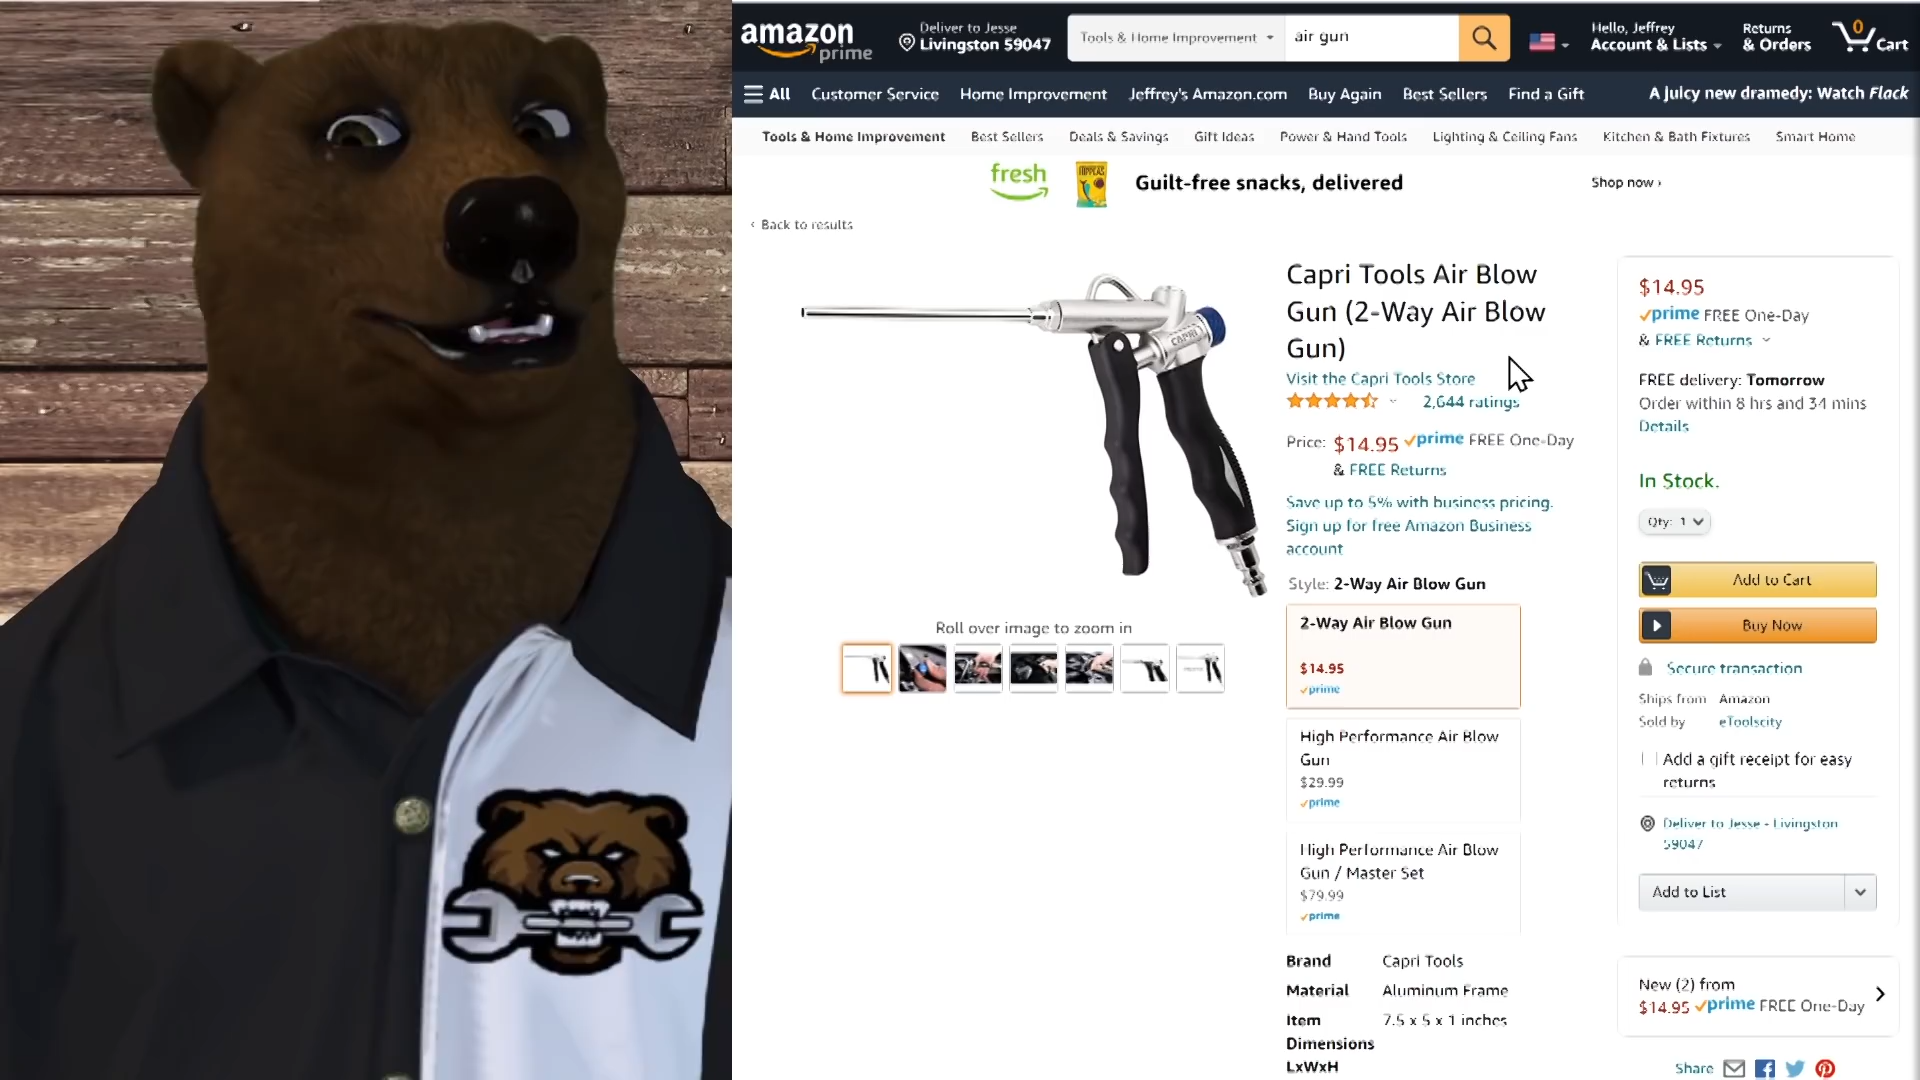 amazon
prime
Deliver to Jesse
Livingston 59047
Tools & Home Improvement
air gun
Hello, Jeffrey
Account & Lists
Returns
& Orders
0
Cart
All
Customer Service
Home Improvement
Jeffrey's Amazon.com
Buy Again
Best Sellers
Find a Gift
A juicy new dramedy: Watch Flack
Tools & Home Improvement
Best Sellers
Deals & Savings
Gift Ideas
Power & Hand Tools
Lighting & Ceiling Fans
Kitchen & Bath Fixtures
Smart Home
fresh
Guilt-free snacks, delivered
Shop now ›
‹ Back to results
CAPRI
Roll over image to zoom in
Capri Tools Air Blow
Gun (2-Way Air Blow
Gun)
Visit the Capri Tools Store
2,644 ratings
Price: $14.95 prime FREE One-Day
& FREE Returns
Save up to 5% with business pricing.
Sign up for free Amazon Business
account
Style: 2-Way Air Blow Gun
2-Way Air Blow Gun
$14.95
prime
High Performance Air Blow
Gun
$29.99
prime
High Performance Air Blow
Gun / Master Set
$79.99
prime
Brand Capri Tools
Material Aluminum Frame
Item 7.5 x 5 x 1 inches
Dimensions
LxWxH
$14.95
prime FREE One-Day
& FREE Returns
FREE delivery: Tomorrow
Order within 8 hrs and 34 mins
Details
In Stock.
Qty: 1
Add to Cart
Buy Now
Secure transaction
Ships from Amazon
Sold by eToolscity
Add a gift receipt for easy
returns
Deliver to Jesse - Livingston
59047
Add to List
New (2) from
$14.95 prime FREE One-Day
Share